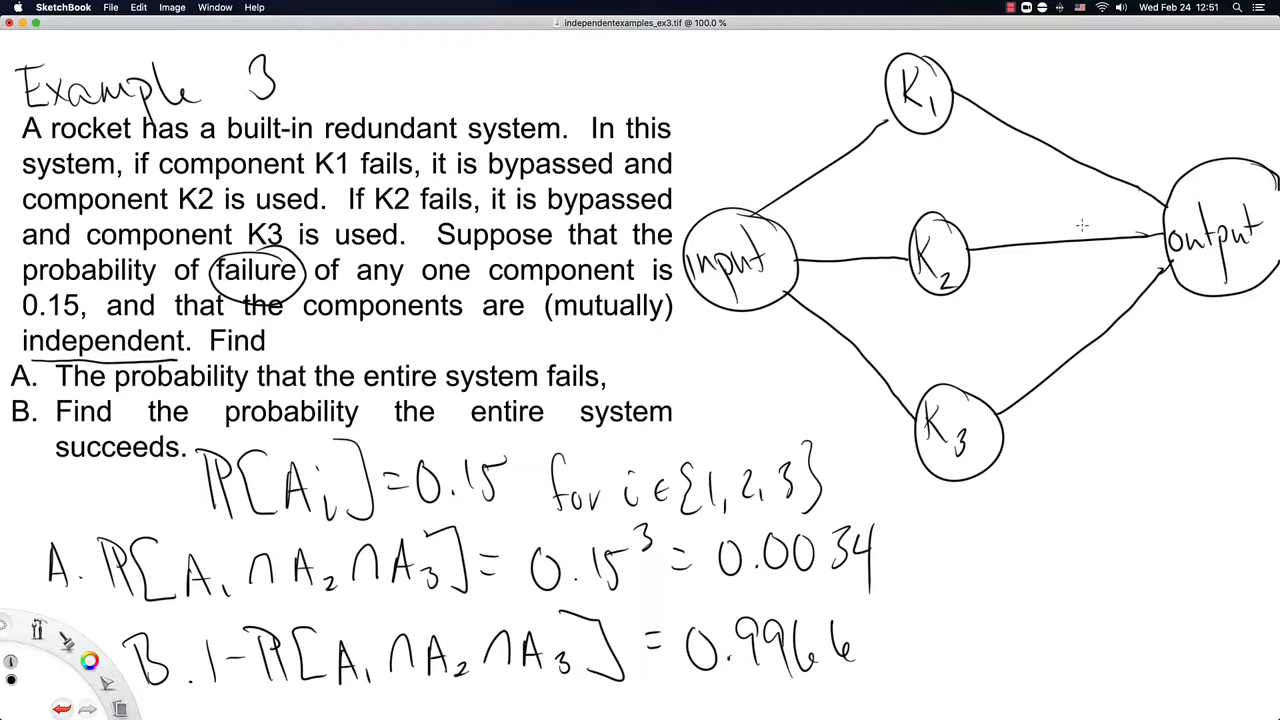 SketchBook File Edit Image Window Help Wed Feb 24 12:51
independentexamples_ex3.tif @ 100.0 %
Example 3
A rocket has a built-in redundant system. In this
system, if component K1 fails, it is bypassed and
component K2 is used. If K2 fails, it is bypassed
and component K3 is used. Suppose that the
probability of failure of any one component is
0.15, and that the components are (mutually)
independent. Find
A. The probability that the entire system fails,
B. Find the probability the entire system
succeeds.
K₁
input
K₂
output
K₃
ℙ[A_i] = 0.15 for i ∈ {1, 2, 3}
A. ℙ[A₁ ∩ A₂ ∩ A₃] = 0.15³ = 0.0034
B. 1 - ℙ[A₁ ∩ A₂ ∩ A₃] = 0.9966